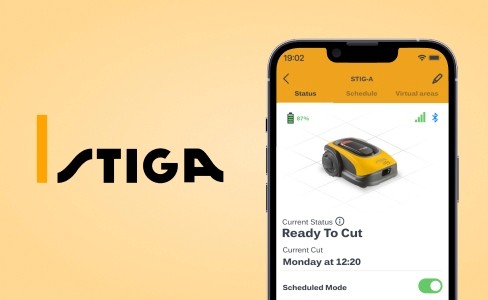 STIGA
19:02
STIG-A
Status Schedule Virtual areas
87%
Current Status
Ready To Cut
Current Cut
Monday at 12:20
Scheduled Mode